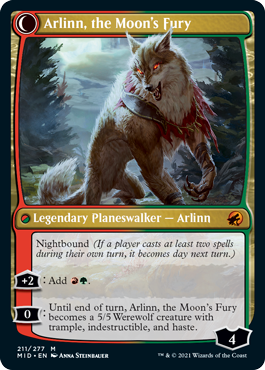 Arlinn, the Moon's Fury
Legendary Planeswalker — Arlinn
Nightbound (If a player casts at least two spells
during their own turn, it becomes day next turn.)
+2 : Add
0 : Until end of turn, Arlinn, the Moon's Fury
becomes a 5/5 Werewolf creature with
trample, indestructible, and haste.
4
211/277 M
MID • EN ANNA STEINBAUER
™ & © 2021 Wizards of the Coast